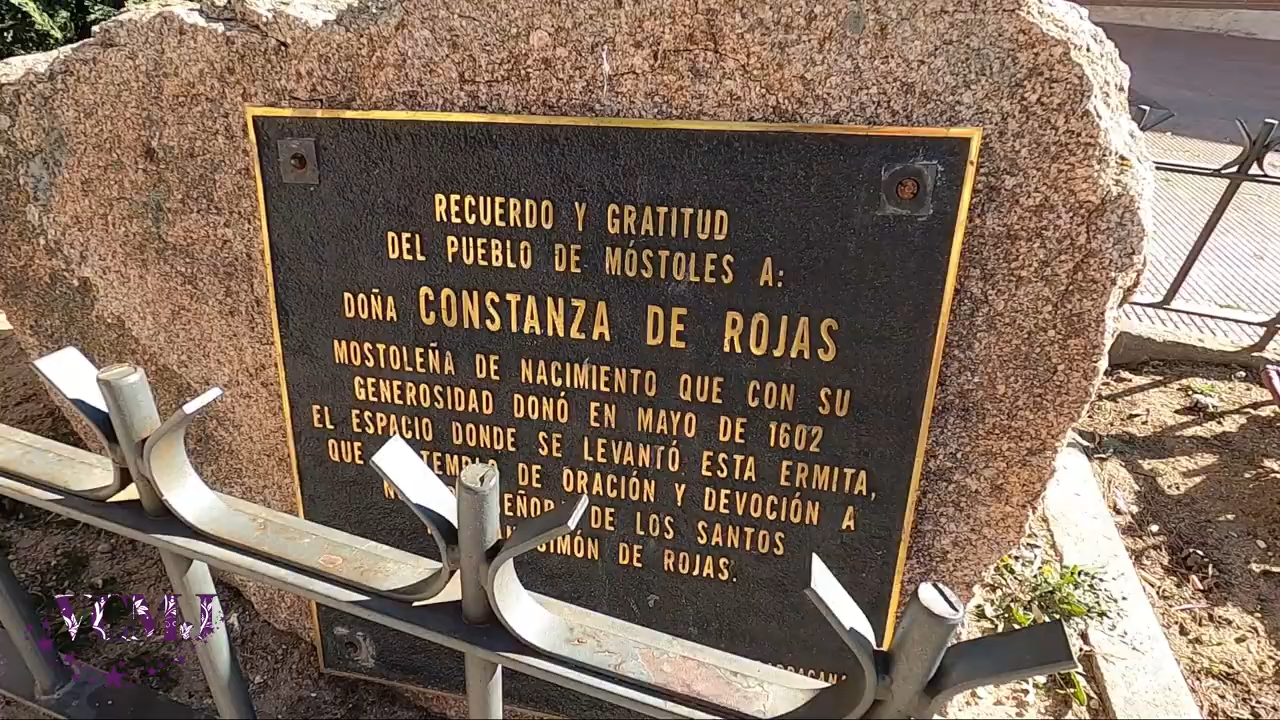 RECUERDO Y GRATITUD
DEL PUEBLO DE MÓSTOLES A:
DOÑA CONSTANZA DE ROJAS
MOSTOLEÑA DE NACIMIENTO QUE CON SU
GENEROSIDAD DONÓ EN MAYO DE 1602
EL ESPACIO DONDE SE LEVANTÓ ESTA ERMITA,
QUE DE ORACIÓN Y DEVOCIÓN A
DE LOS SANTOS
SIMÓN DE ROJAS.
VCMJ